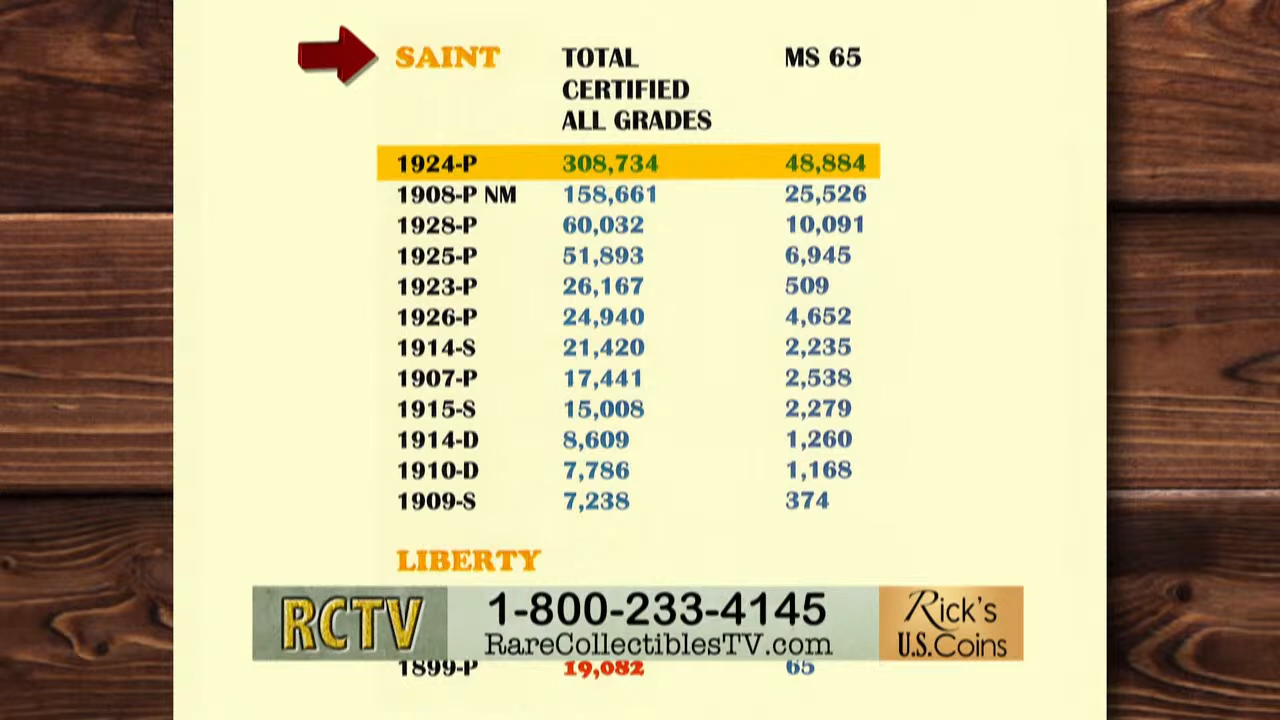 SAINT TOTAL CERTIFIED ALL GRADES MS 65
1924-P 308,734 48,884
1908-P NM 158,661 25,526
1928-P 60,032 10,091
1925-P 51,893 6,945
1923-P 26,167 509
1926-P 24,940 4,652
1914-S 21,420 2,235
1907-P 17,441 2,538
1915-S 15,008 2,279
1914-D 8,609 1,260
1910-D 7,786 1,168
1909-S 7,238 374
LIBERTY
RCTV 1-800-233-4145 Rick's
RareCollectiblesTV.com U.S. Coins
1899-P 19,082 65